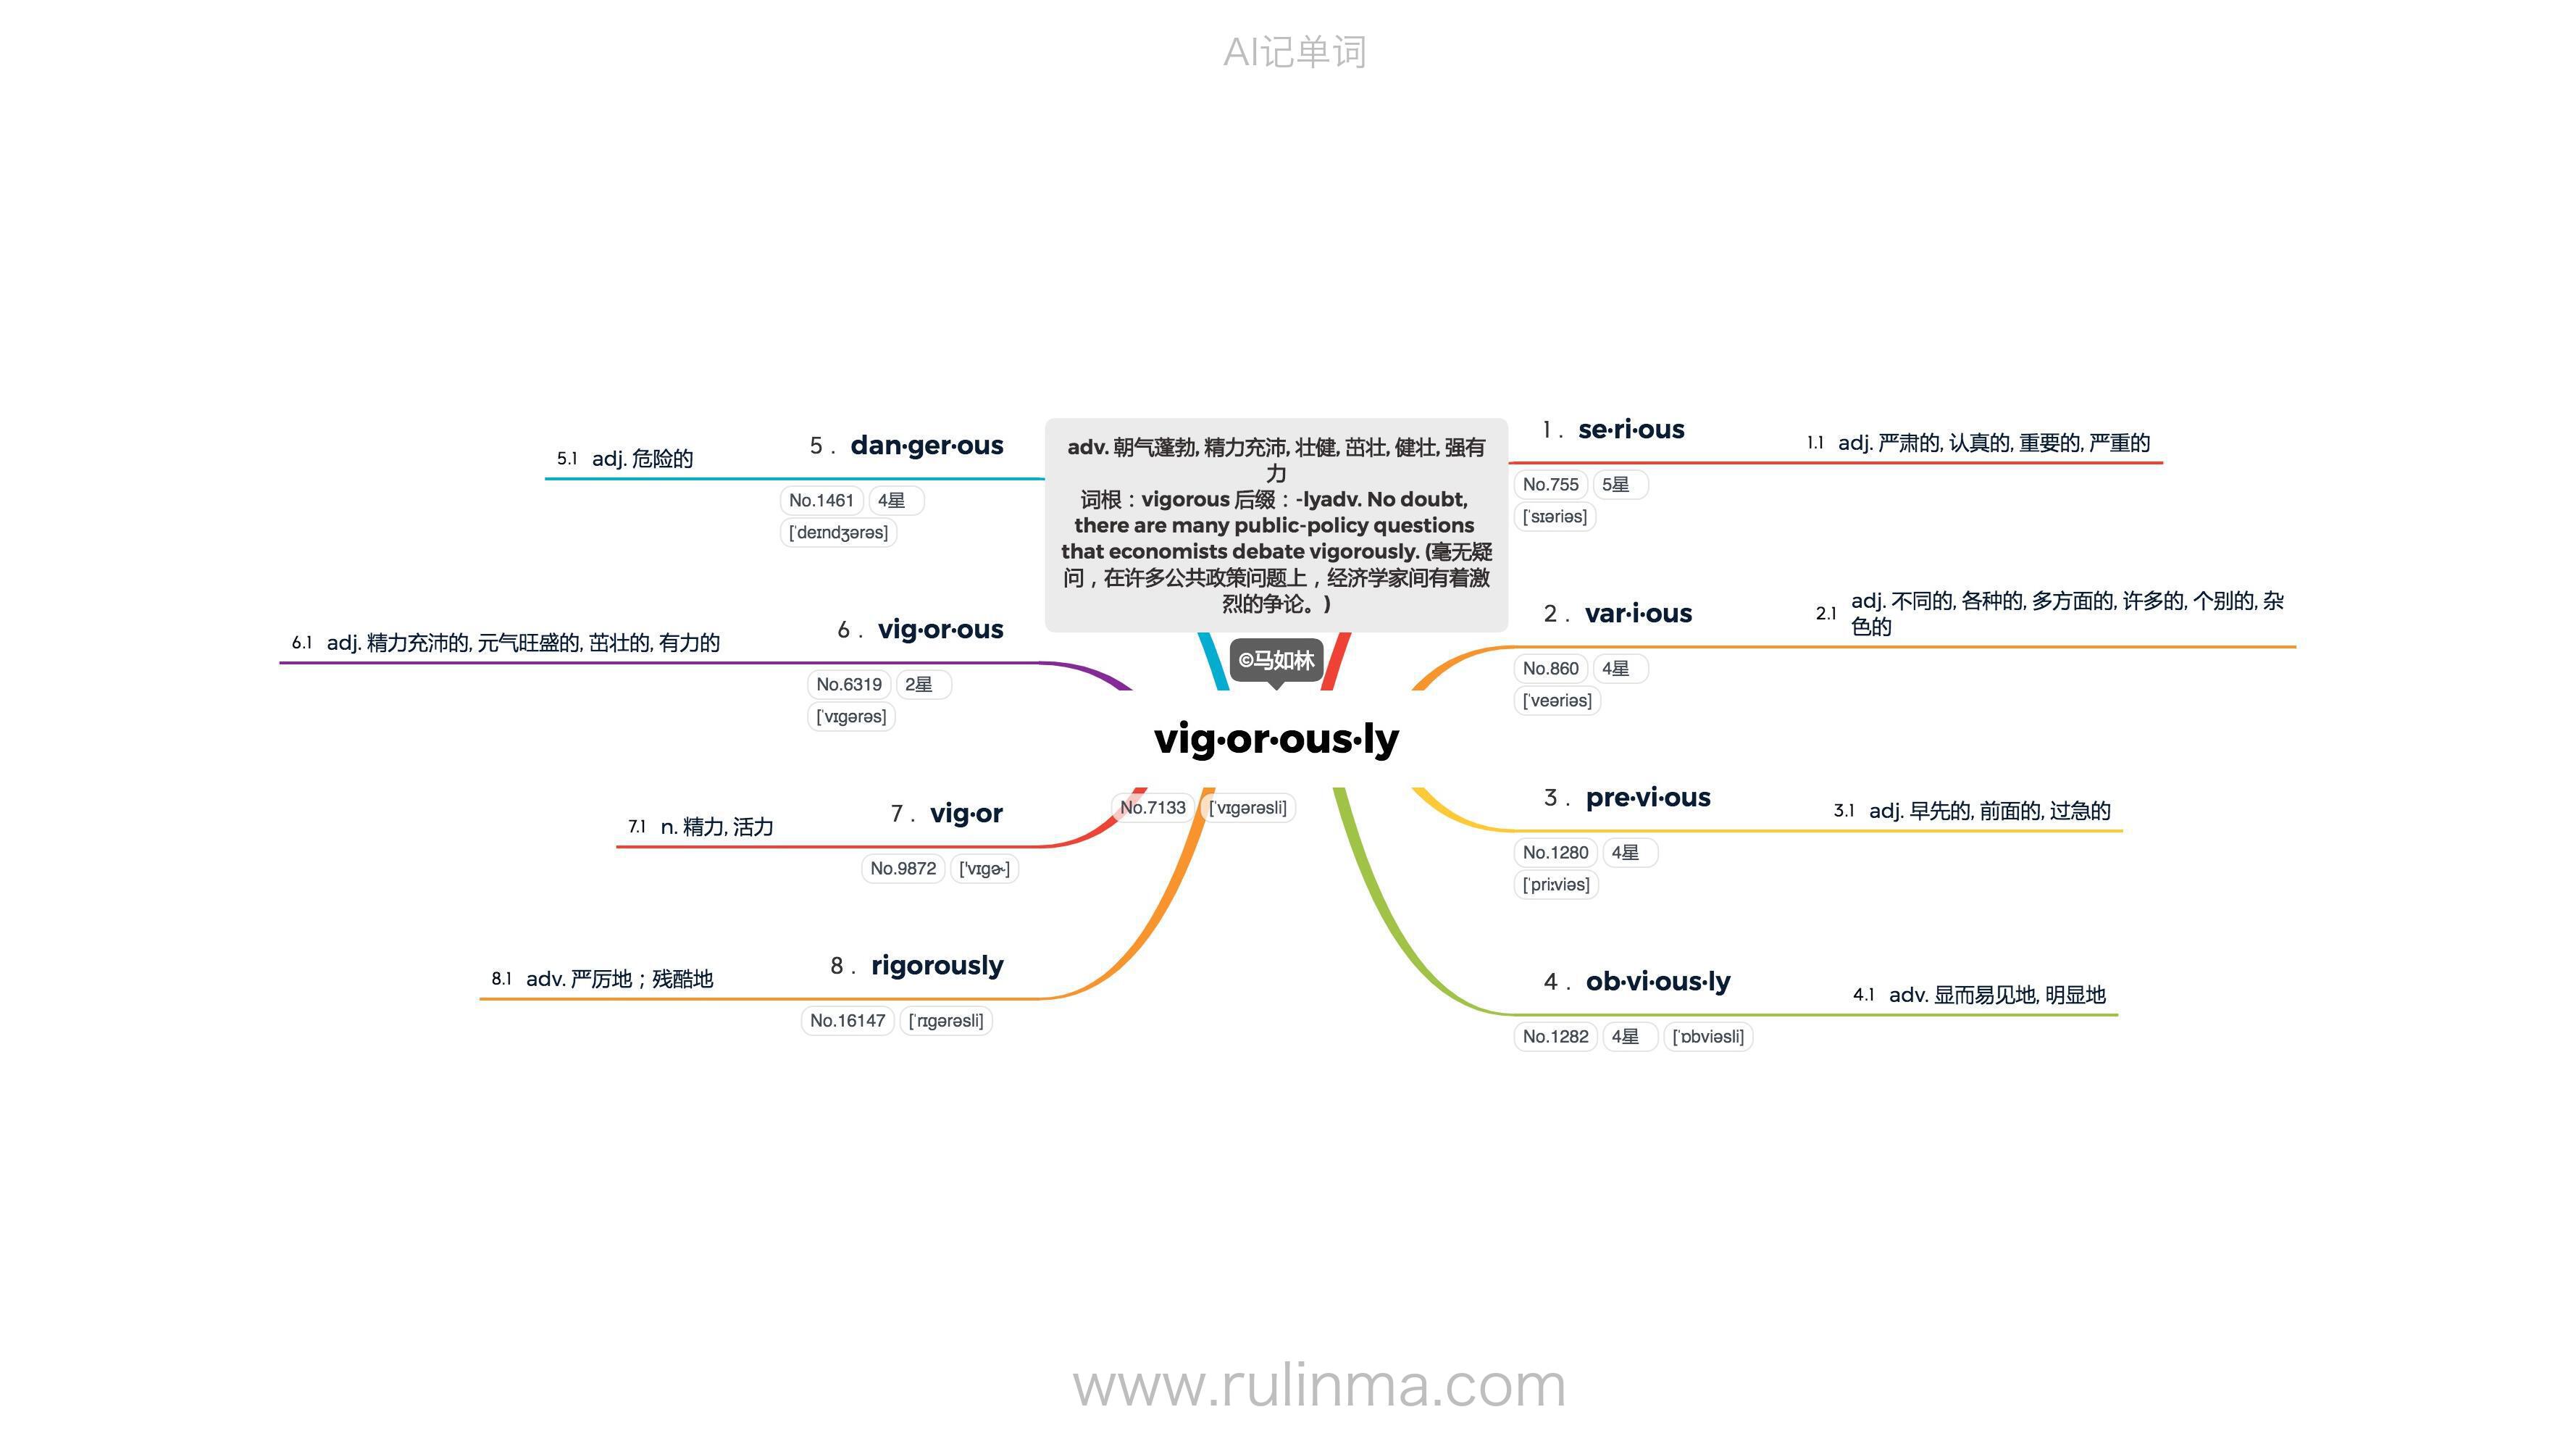 AI记单词
adv. 朝气蓬勃, 精力充沛, 壮健, 茁壮, 健壮, 强有
力
词根：vigorous 后缀：-lyadv. No doubt,
there are many public-policy questions
that economists debate vigorously. (毫无疑
问，在许多公共政策问题上，经济学家间有着激
烈的争论。)
©马如林
vig·or·ous·ly
No.7133 [ˈvɪɡərəsli]
1 . se·ri·ous
1.1 adj. 严肃的, 认真的, 重要的, 严重的
No.755 5星
[ˈsɪəriəs]
2 . var·i·ous
2.1 adj. 不同的, 各种的, 多方面的, 许多的, 个别的, 杂
色的
No.860 4星
[ˈveəriəs]
3 . pre·vi·ous
3.1 adj. 早先的, 前面的, 过急的
No.1280 4星
[ˈpriːviəs]
4 . ob·vi·ous·ly
4.1 adv. 显而易见地, 明显地
No.1282 4星 [ˈɒbviəsli]
5 . dan·ger·ous
5.1 adj. 危险的
No.1461 4星
[ˈdeɪndʒərəs]
6 . vig·or·ous
6.1 adj. 精力充沛的, 元气旺盛的, 茁壮的, 有力的
No.6319 2星
[ˈvɪɡərəs]
7 . vig·or
7.1 n. 精力, 活力
No.9872 ['vɪɡɚ]
8 . rigorously
8.1 adv. 严厉地；残酷地
No.16147 [ˈrɪɡərəsli]
www.rulinma.com